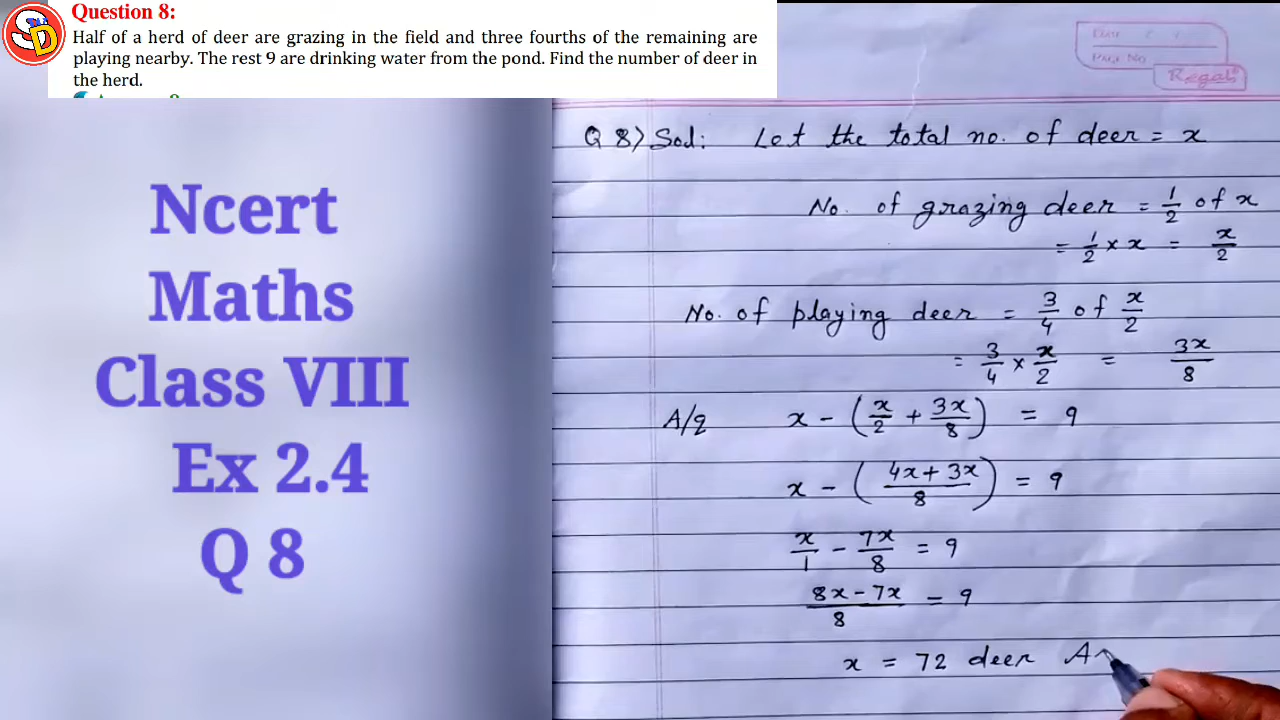 Question 8:
Half of a herd of deer are grazing in the field and three fourths of the remaining are
playing nearby. The rest 9 are drinking water from the pond. Find the number of deer in
the herd.
SD
Ncert
Maths
Class VIII
Ex 2.4
Q 8
Page No
Regal
Q 8) Sol: Let the total no. of deer = x
No. of grazing deer = 1/2 of x
= 1/2 × x = x/2
No. of playing deer = 3/4 of x/2
= 3/4 × x/2 = 3x/8
A/q x - (x/2 + 3x/8) = 9
x - (4x + 3x/8) = 9
x/1 - 7x/8 = 9
8x - 7x/8 = 9
x = 72 deer A